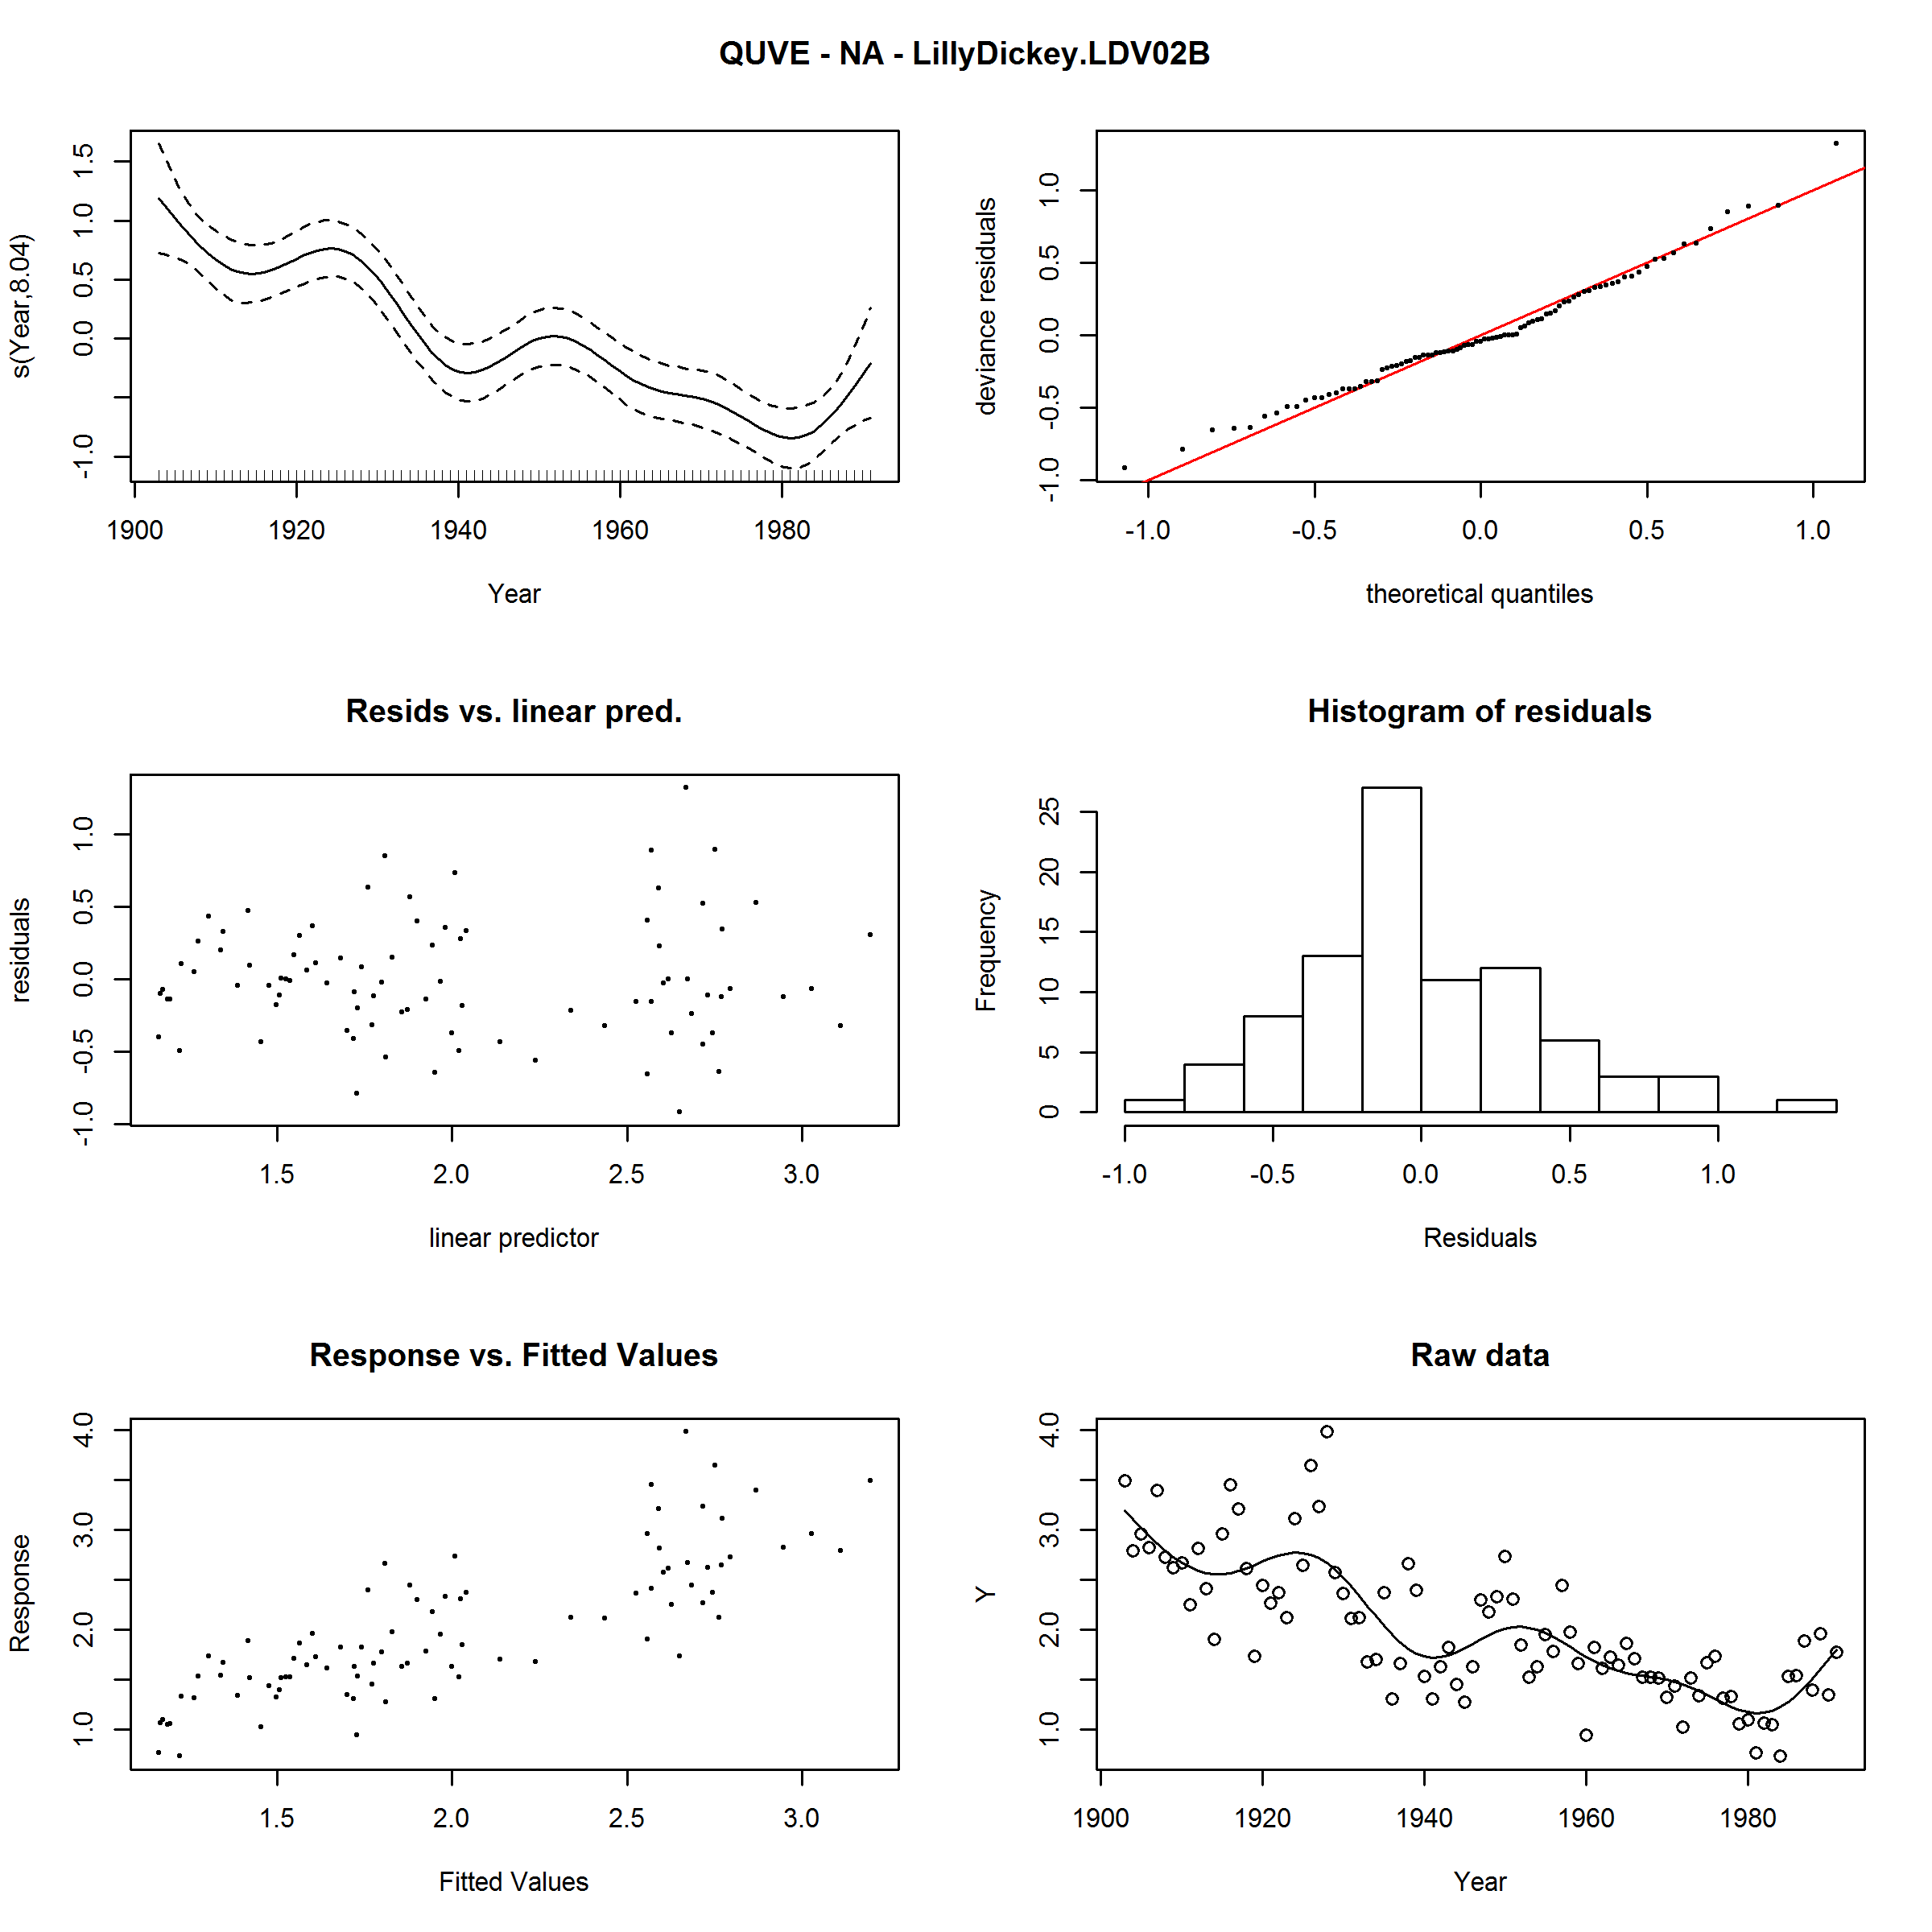 QUVE - NA - LillyDickey.LDV02B
s(Year,8.04)
1.5
1.0
0.5
0.0
-1.0
1900 1920 1940 1960 1980
Year
deviance residuals
1.0
0.5
0.0
-0.5
-1.0
-1.0 -0.5 0.0 0.5 1.0
theoretical quantiles
Resids vs. linear pred.
residuals
1.0
0.5
0.0
-0.5
-1.0
1.5 2.0 2.5 3.0
linear predictor
Histogram of residuals
Frequency
25
20
15
10
5
0
-1.0 -0.5 0.0 0.5 1.0
Residuals
Response vs. Fitted Values
Response
4.0
3.0
2.0
1.0
1.5 2.0 2.5 3.0
Fitted Values
Raw data
Y
4.0
3.0
2.0
1.0
1900 1920 1940 1960 1980
Year